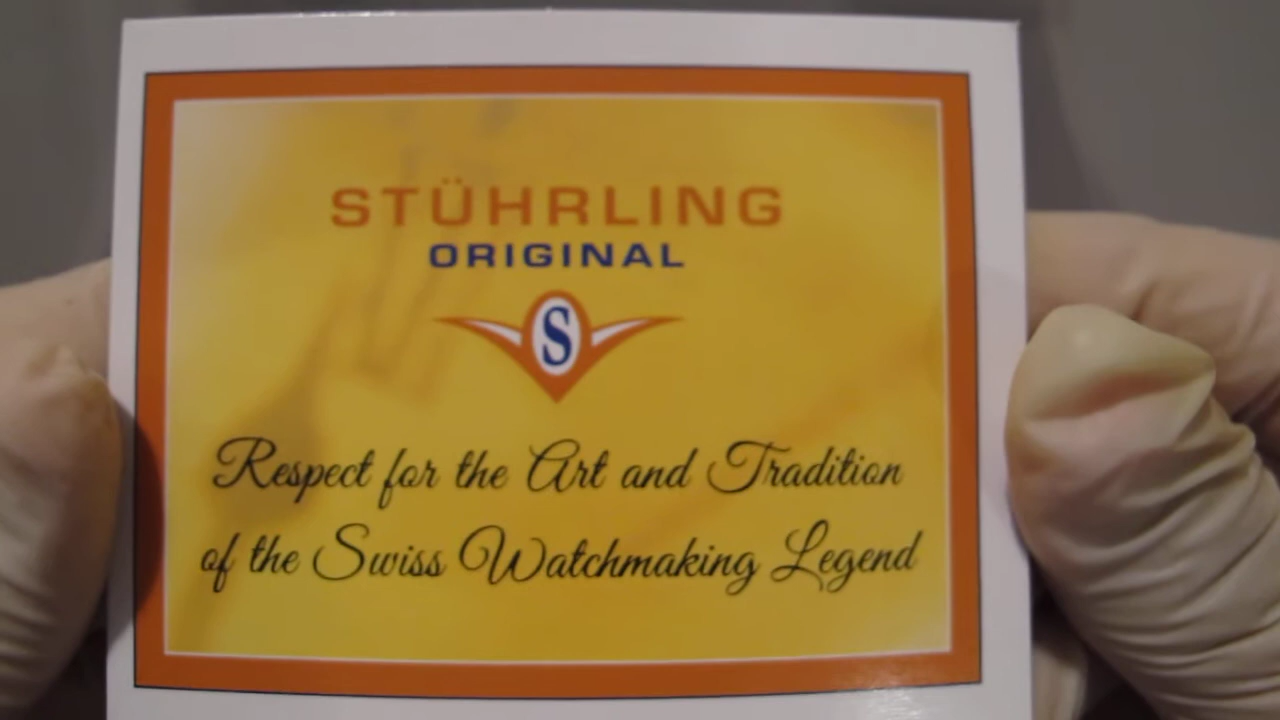 STÜHRLING
ORIGINAL
S
Respect for the Art and Tradition
of the Swiss Watchmaking Legend